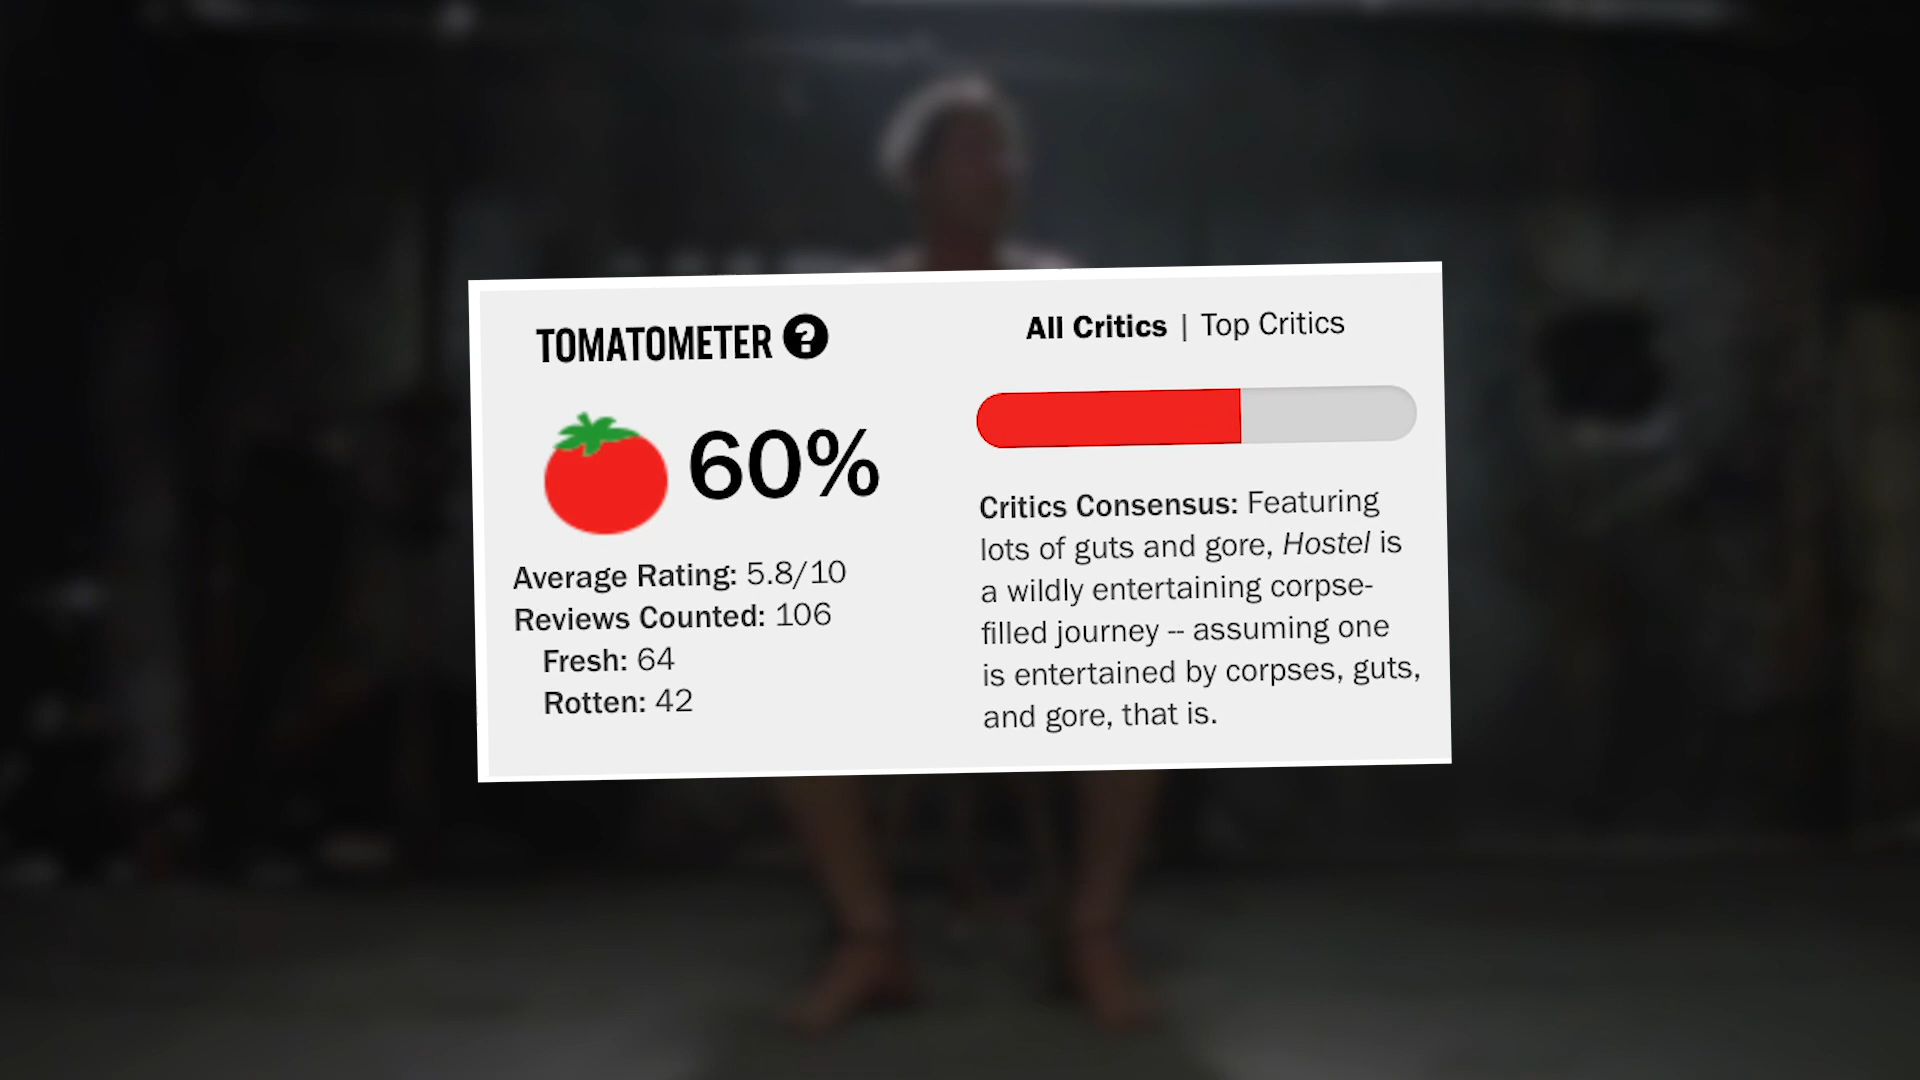 TOMATOMETER ?
60%
Average Rating: 5.8/10
Reviews Counted: 106
Fresh: 64
Rotten: 42
All Critics | Top Critics
Critics Consensus: Featuring
lots of guts and gore, Hostel is
a wildly entertaining corpse-
filled journey -- assuming one
is entertained by corpses, guts,
and gore, that is.